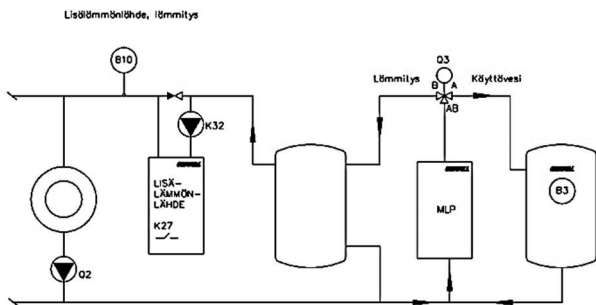 Lisälämmönlähde, lämmitys
B10
Q3
B
A
AB
Lämmitys
Käyttövesi
K32
LISÄ-
LÄMMÖN-
LÄHDE
K27
MLP
B3
Q2